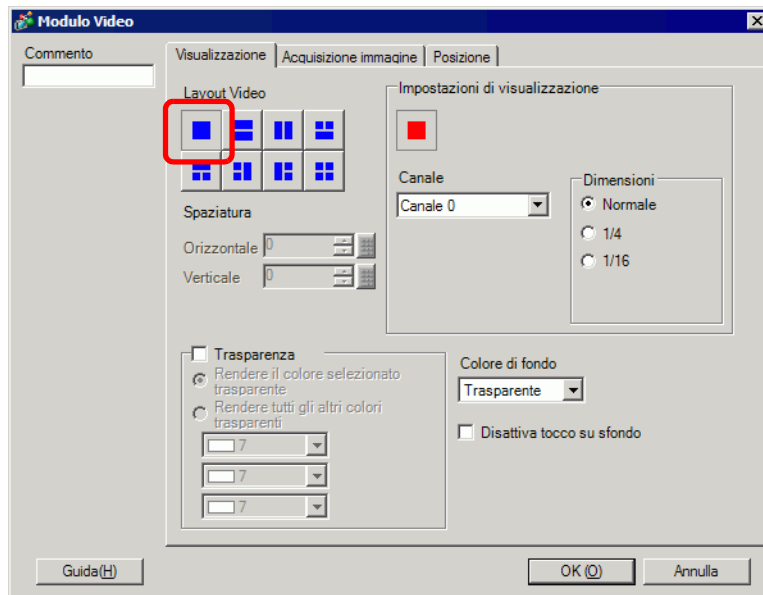 Modulo Video
Commento
Visualizzazione
Acquisizione immagine
Posizione
Layout Video
Spaziatura
Orizzontale 0
Verticale 0
Impostazioni di visualizzazione
Canale
Canale 0
Dimensioni
Normale
1/4
1/16
Trasparenza
Rendere il colore selezionato
trasparente
Rendere tutti gli altri colori
trasparenti
7
7
7
Colore di fondo
Trasparente
Disattiva tocco su sfondo
Guida(H)
OK (O)
Annulla